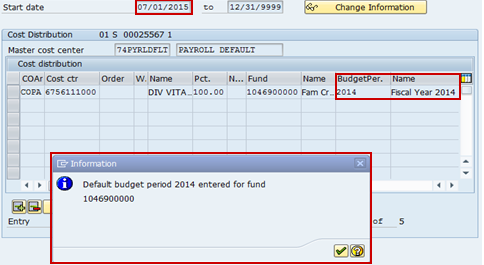 Start date 07/01/2015 to 12/31/9999 Change Information
Cost Distribution 01 S 00025567 1
Master cost center 74PYRLDFLT PAYROLL DEFAULT
Cost distribution
COAr Cost ctr Order W. Name Pct. N... Fund Name BudgetPer. Name
COPA 6756111000 DIV VITA… 100.00 1046900000 Fam Cr… 2014 Fiscal Year 2014
Information
Default budget period 2014 entered for fund
1046900000
Entry of 5